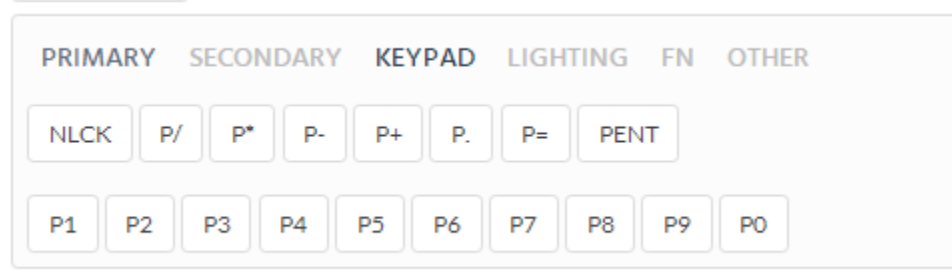 PRIMARY SECONDARY KEYPAD LIGHTING FN OTHER
NLCK P/ P* P- P+ P. P= PENT
P1 P2 P3 P4 P5 P6 P7 P8 P9 P0